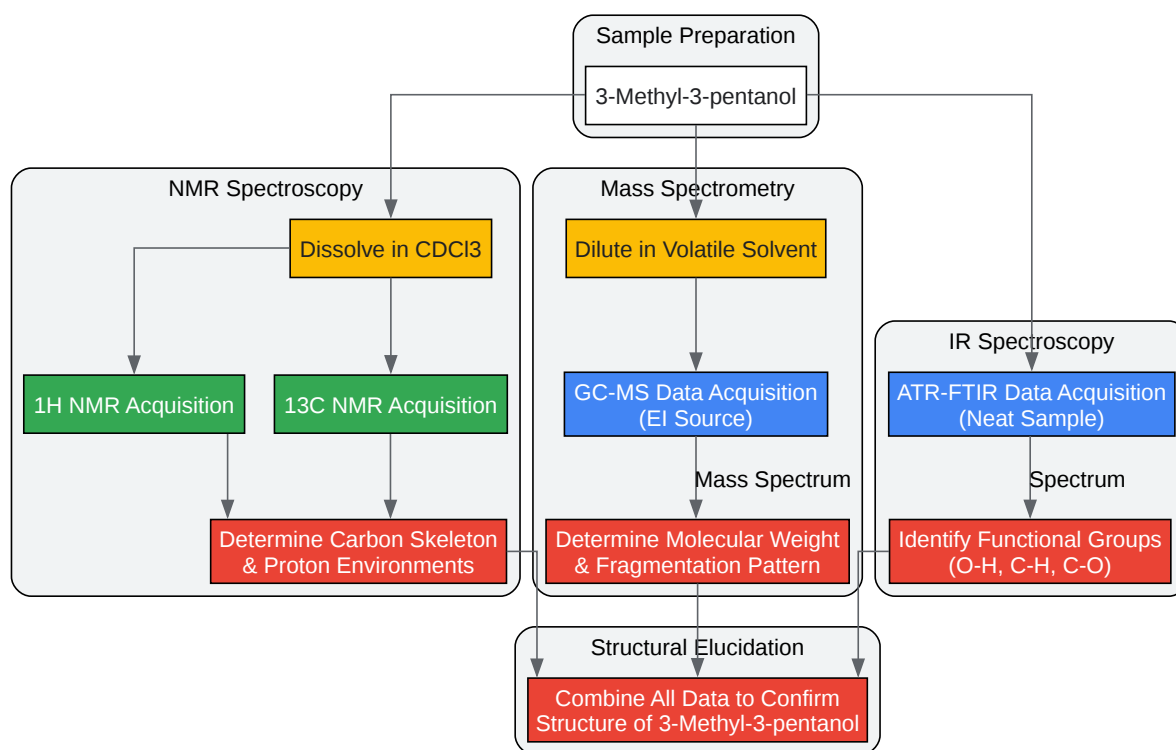 Sample Preparation
3-Methyl-3-pentanol
NMR Spectroscopy
Mass Spectrometry
Dissolve in CDCl3
Dilute in Volatile Solvent
IR Spectroscopy
1H NMR Acquisition
13C NMR Acquisition
GC-MS Data Acquisition
(EI Source)
ATR-FTIR Data Acquisition
(Neat Sample)
Mass Spectrum
Spectrum
Determine Carbon Skeleton
& Proton Environments
Determine Molecular Weight
& Fragmentation Pattern
Identify Functional Groups
(O-H, C-H, C-O)
Structural Elucidation
Combine All Data to Confirm
Structure of 3-Methyl-3-pentanol